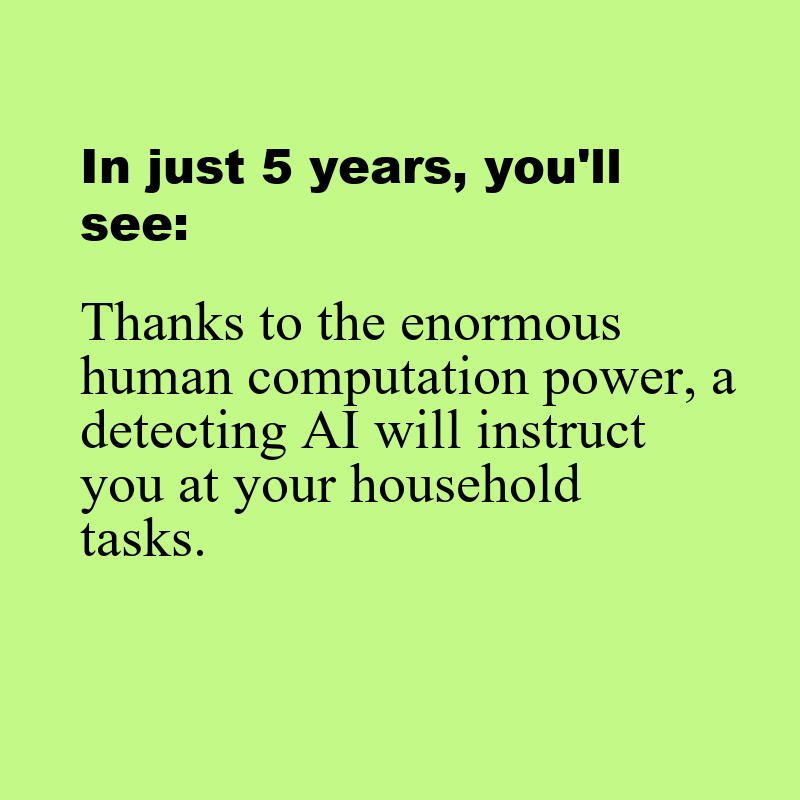 In just 5 years, you'll
see:
Thanks to the enormous
human computation power, a
detecting AI will instruct
you at your household
tasks.